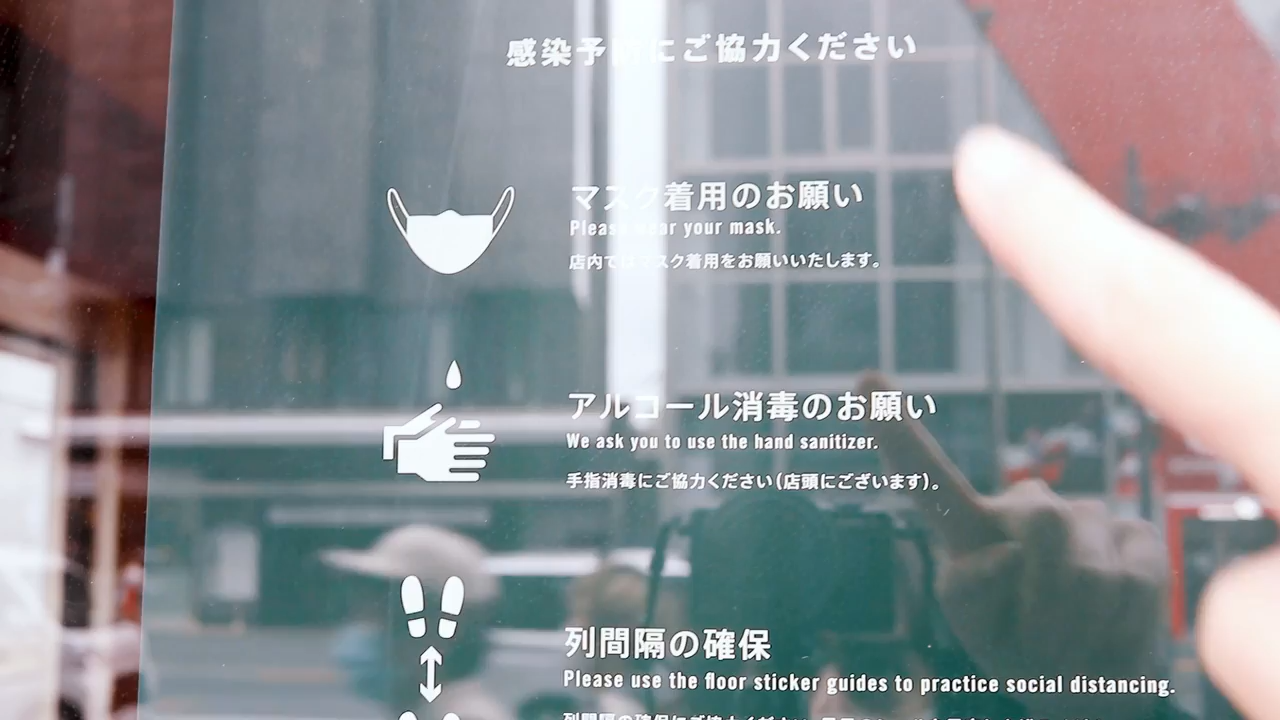 感染予防にご協力ください
マスク着用のお願い
Please wear your mask.
店内ではマスク着用をお願いいたします。
アルコール消毒のお願い
We ask you to use the hand sanitizer.
手指消毒にご協力ください(店頭にございます)。
列間隔の確保
Please use the floor sticker guides to practice social distancing.